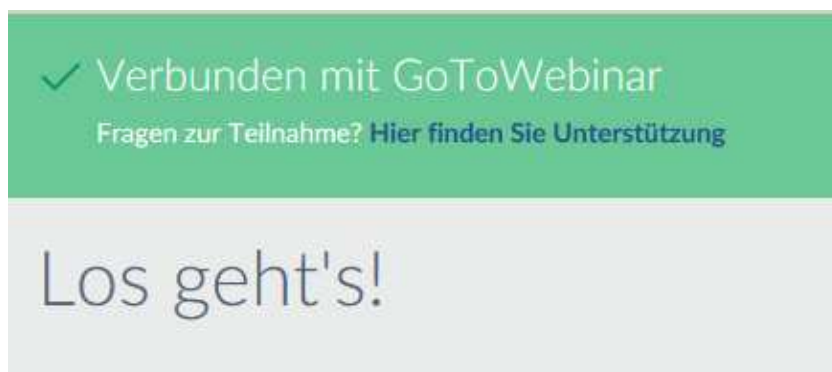 Verbunden mit GoToWebinar
Fragen zur Teilnahme? Hier finden Sie Unterstützung
Los geht's!